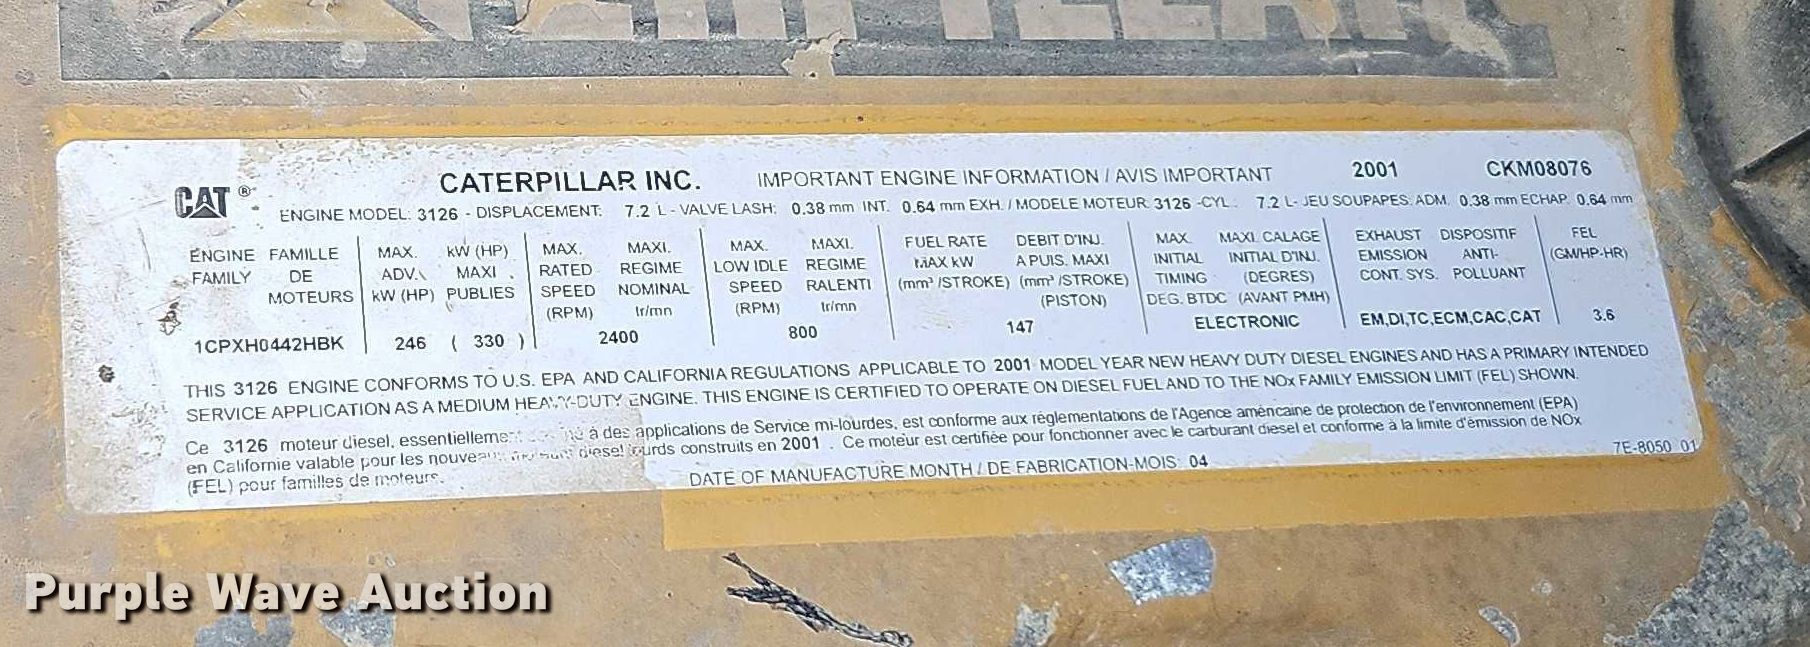 CAT ® CATERPILLAR INC. IMPORTANT ENGINE INFORMATION / AVIS IMPORTANT 2001 CKM08076
ENGINE MODEL: 3126 - DISPLACEMENT: 7.2 L - VALVE LASH: 0.38 mm INT. 0.64 mm EXH. / MODELE MOTEUR: 3126 -CYL.: 7.2 L- JEU SOUPAPES: ADM. 0.38 mm ECHAP. 0.64 mm
ENGINE FAMILLE MAX. kW (HP) MAX. MAXI. MAX. MAXI. FUEL RATE DEBIT D'INJ. MAX. MAXI. CALAGE EXHAUST DISPOSITIF FEL
FAMILY DE ADV. MAXI RATED REGIME LOW IDLE REGIME MAX kW A PUIS. MAXI INITIAL INITIAL D'INJ. EMISSION ANTI- (GM/HP-HR)
MOTEURS kW (HP) PUBLIES SPEED NOMINAL SPEED RALENTI (mm³ /STROKE) (mm³ /STROKE) TIMING (DEGRES) CONT. SYS. POLLUANT
(RPM) tr/mn (RPM) tr/mn (PISTON) DEG. BTDC (AVANT PMH)
1CPXH0442HBK 246 ( 330 ) 2400 800 147 ELECTRONIC EM,DI,TC,ECM,CAC,CAT 3.6
THIS 3126 ENGINE CONFORMS TO U.S. EPA AND CALIFORNIA REGULATIONS APPLICABLE TO 2001 MODEL YEAR NEW HEAVY DUTY DIESEL ENGINES AND HAS A PRIMARY INTENDED
SERVICE APPLICATION AS A MEDIUM HEAVY-DUTY ENGINE. THIS ENGINE IS CERTIFIED TO OPERATE ON DIESEL FUEL AND TO THE NOx FAMILY EMISSION LIMIT (FEL) SHOWN.
Ce 3126 moteur diesel, essentiellement à des applications de Service mi-lourdes, est conforme aux réglementations de l'Agence américaine de protection de l'environnement (EPA)
en Californie valable pour les nouveaux diesel construits en 2001 . Ce moteur est certifiée pour fonctionner avec le carburant diesel et conforme à la limite d'émission de NOx
(FEL) pour familles de moteurs.
DATE OF MANUFACTURE MONTH / DE FABRICATION-MOIS: 04
7E-8050 01
Purple Wave Auction